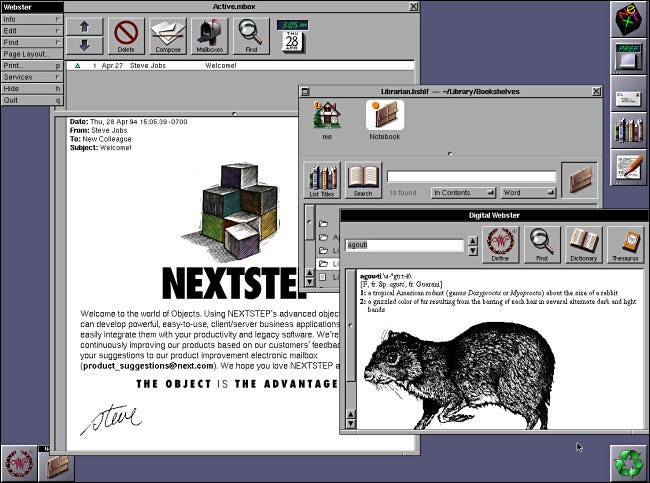 Webster
Info
Edit
Find
Page Layout...
Print... p
Services
Hide h
Quit q
Active.mbox
Delete
Compose
Mailboxes
Find
3:05
THU
28
APR
1 Apr 27 Steve Jobs Welcome!
Date: Thu, 28 Apr 94 15:05:39 -0700
From: Steve Jobs
To: New Colleague
Subject: Welcome!
NEXTSTEP
Welcome to the world of Objects. Using NEXTSTEP's advanced objec
can develop powerful, easy-to-use, client/server business applications
easily integrate them with your productivity and legacy software. We're
continuously improving our products based on our customers' feedba
your suggestions to our product improvement electronic mailbox
(product_suggestions@next.com). We hope you love NEXTSTEP a
THE OBJECT IS THE ADVANTAGE
Steve
Librarian.bshlf — ~/Library/Bookshelves
me
Notebook
List Titles
Search
10 found
In Contents
Word
Digital Webster
agouti
Define
Find
Dictionary
Thesaurus
[F, fr. Sp. agoti, fr. Guarani]
1: a tropical American rodent (genus Dasyprocta or Myoprocta) about the size of a rabbit
2: a grizzled color of fur resulting from the barring of each hair in several alternate dark and light
bands
PREF